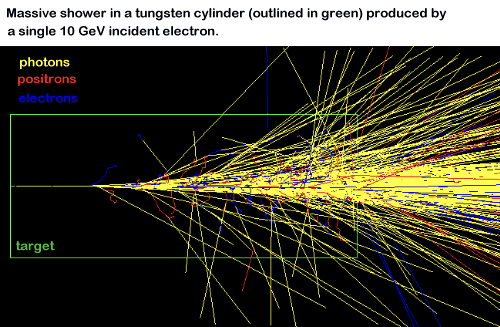 Massive shower in a tungsten cylinder (outlined in green) produced by
a single 10 GeV incident electron.
photons
positrons
electrons
target